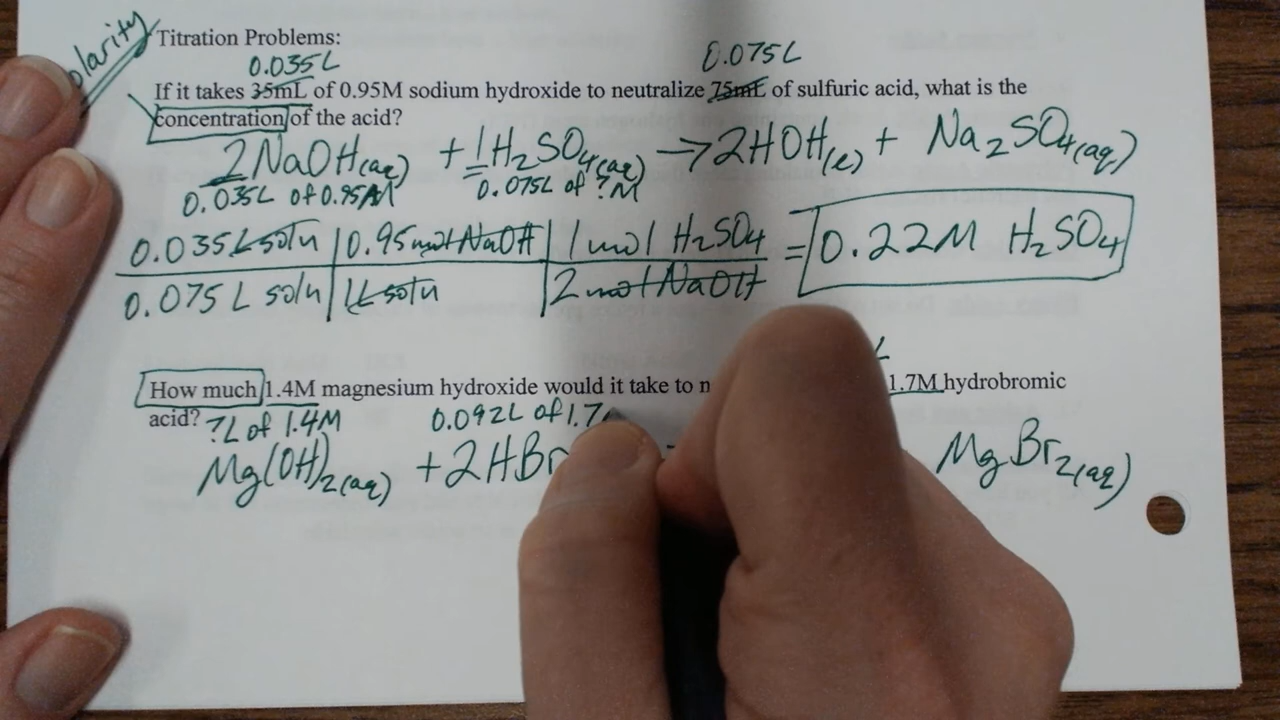 olarity
Titration Problems:
0.035L 0.075L
If it takes 35mL of 0.95M sodium hydroxide to neutralize 75mL of sulfuric acid, what is the
concentration of the acid?
2NaOH(aq) + 1H₂SO₄(aq) → 2HOH(l) + Na₂SO₄(aq)
0.035L of 0.95M 0.075L of ?M
0.035L soln | 0.95mol NaOH | 1mol H₂SO₄ = 0.22M H₂SO₄
0.075L soln | 1L soln | 2mol NaOH
How much 1.4M magnesium hydroxide would it take to n 1.7M hydrobromic
acid? ?L of 1.4M 0.092L of 1.7
Mg(OH)₂(aq) + 2HBr MgBr₂(aq)